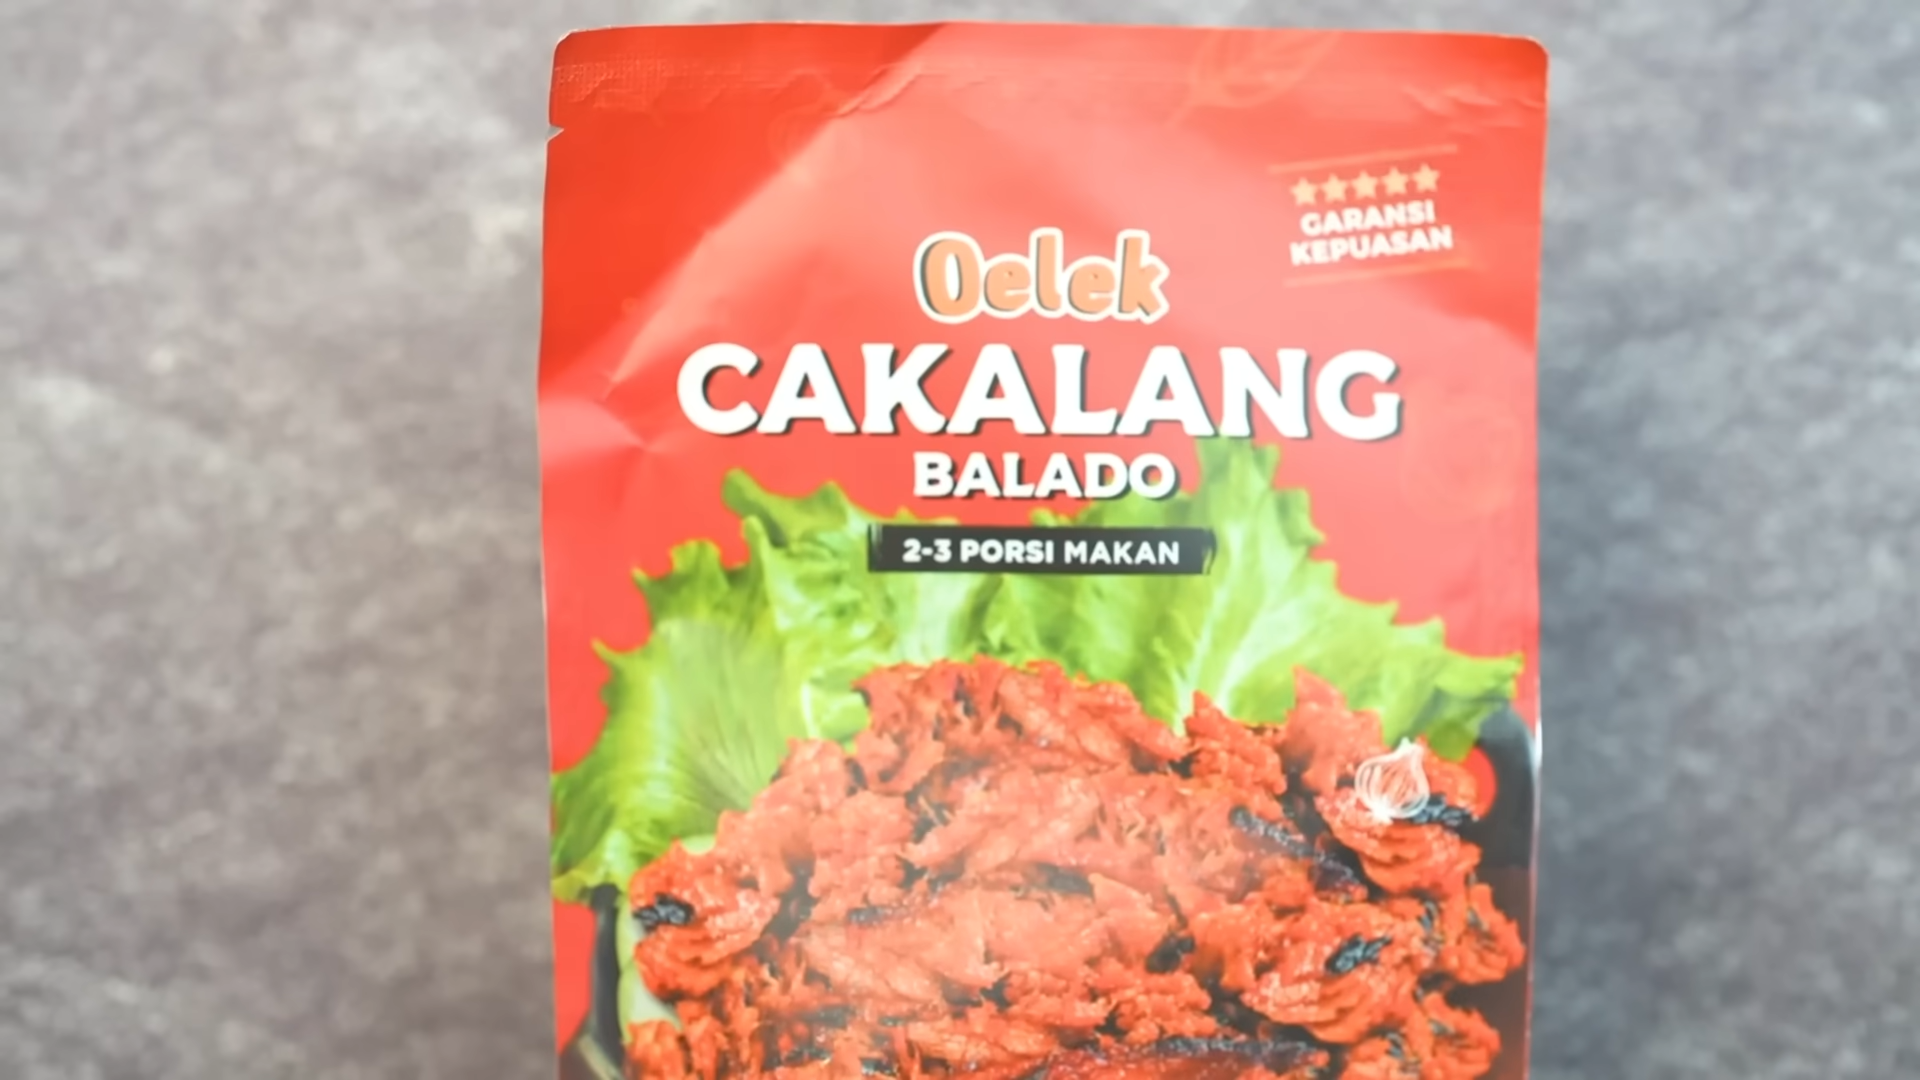 GARANSI
KEPUASAN
Oelek
CAKALANG
BALADO
2-3 PORSI MAKAN